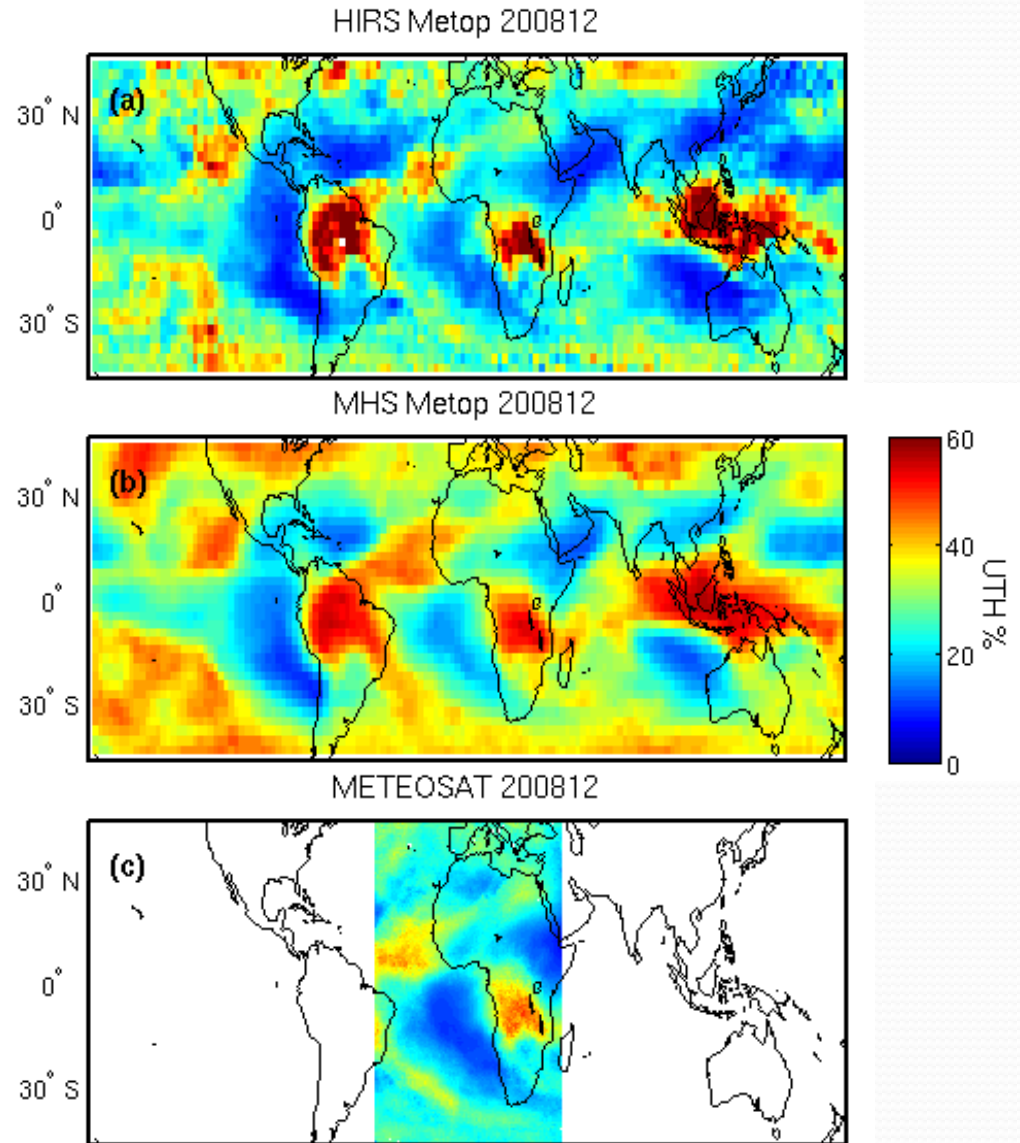 HIRS Metop 200812
(a)
30° N
0°
30° S
MHS Metop 200812
(b)
30° N
0°
30° S
60
40
20
0
UTH %
METEOSAT 200812
(c)
30° N
0°
30° S